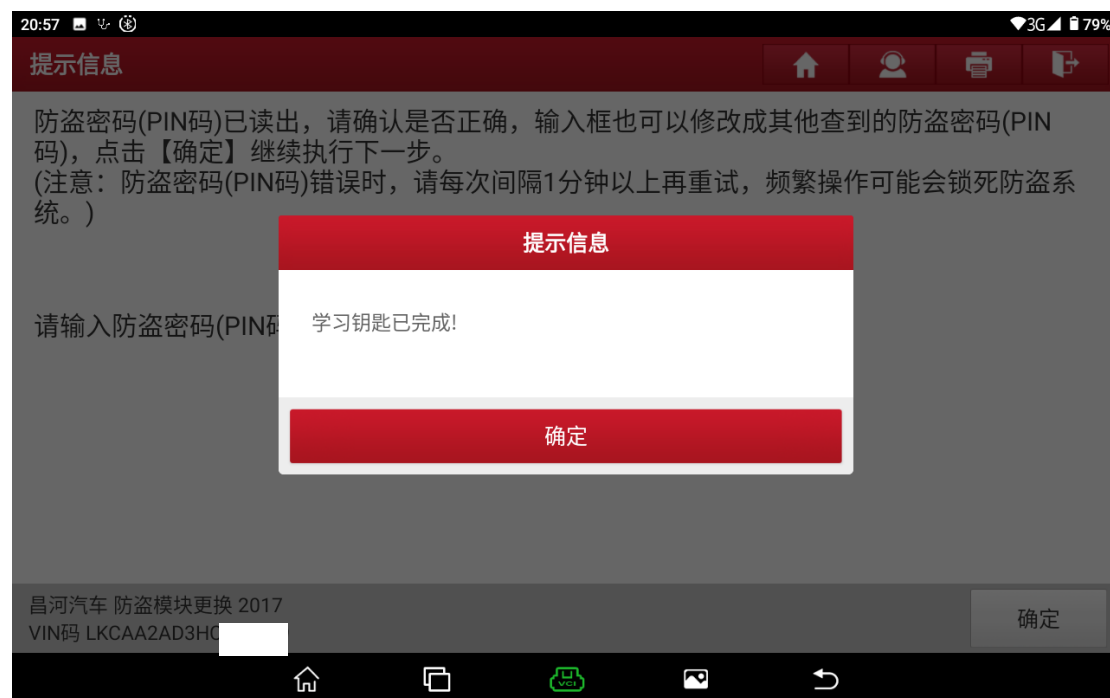 20:57
3G 79%
提示信息
防盗密码(PIN码)已读出，请确认是否正确，输入框也可以修改成其他查到的防盗密码(PIN
码)，点击【确定】继续执行下一步。
(注意：防盗密码(PIN码)错误时，请每次间隔1分钟以上再重试，频繁操作可能会锁死防盗系
统。)
提示信息
请输入防盗密码(PIN码
学习钥匙已完成!
确定
昌河汽车 防盗模块更换 2017
VIN码 LKCAA2AD3H
确定
VCI